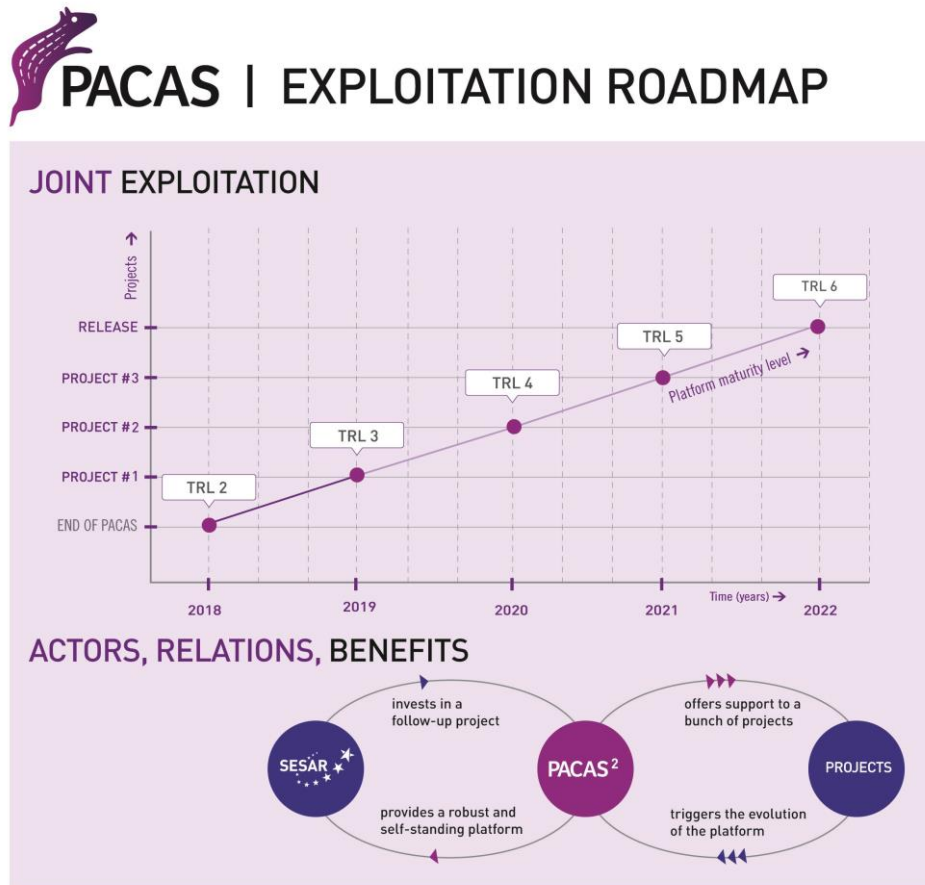 PACAS | EXPLOITATION ROADMAP
JOINT EXPLOITATION
Projects
TRL 6
RELEASE
TRL 5
Platform maturity level
PROJECT #3
TRL 4
PROJECT #2
TRL 3
PROJECT #1
TRL 2
END OF PACAS
Time (years)
2018 2019 2020 2021 2022
ACTORS, RELATIONS, BENEFITS
invests in a
follow-up project
offers support to a
bunch of projects
SESAR
PACAS²
PROJECTS
provides a robust and
self-standing platform
triggers the evolution
of the platform